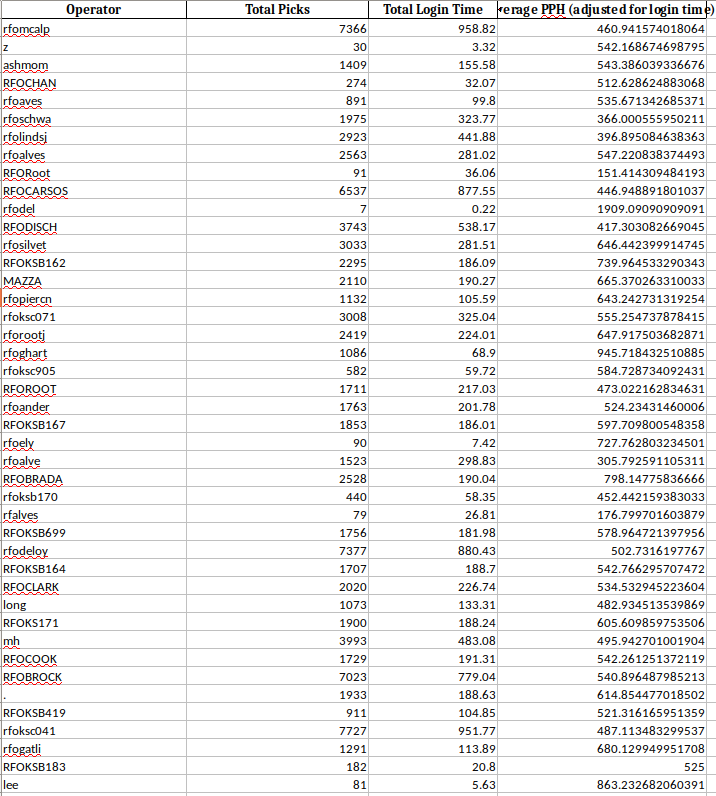 Operator Total Picks Total Login Time verage PPH (adjusted for login time)
rfomcalp 7366 958.82 460.941574018064
z 30 3.32 542.168674698795
ashmom 1409 155.58 543.386039336676
RFOCHAN 274 32.07 512.628624883068
rfoaves 891 99.8 535.671342685371
rfoschwa 1975 323.77 366.000555950211
rfolindsj 2923 441.88 396.895084638363
rfoalves 2563 281.02 547.220838374493
RFORoot 91 36.06 151.414309484193
RFOCARSOS 6537 877.55 446.948891801037
rfodel 7 0.22 1909.09090909091
RFODISCH 3743 538.17 417.303082669045
rfosilvet 3033 281.51 646.442399914745
RFOKSB162 2295 186.09 739.964533290343
MAZZA 2110 190.27 665.370263310033
rfopiercn 1132 105.59 643.242731319254
rfoksc071 3008 325.04 555.254737878415
rforootj 2419 224.01 647.917503682871
rfoghart 1086 68.9 945.718432510885
rfoksc905 582 59.72 584.728734092431
RFOROOT 1711 217.03 473.022162834631
rfoander 1763 201.78 524.23431460006
RFOKSB167 1853 186.01 597.709800548358
rfoely 90 7.42 727.762803234501
rfoalve 1523 298.83 305.792591105311
RFOBRADA 2528 190.04 798.14775836666
rfoksb170 440 58.35 452.442159383033
rfalves 79 26.81 176.799701603879
RFOKSB699 1756 181.98 578.964721397956
rfodeloy 7377 880.43 502.7316197767
RFOKSB164 1707 188.7 542.766295707472
RFOCLARK 2020 226.74 534.532945223604
long 1073 133.31 482.934513539869
RFOKS171 1900 188.24 605.609859753506
mh 3993 483.08 495.942701001904
RFOCOOK 1729 191.31 542.261251372119
RFOBROCK 7023 779.04 540.896487985213
. 1933 188.63 614.854477018502
RFOKSB419 911 104.85 521.316165951359
rfoksc041 7727 951.77 487.113483299537
rfogatli 1291 113.89 680.129949951708
RFOKSB183 182 20.8 525
lee 81 5.63 863.232682060391